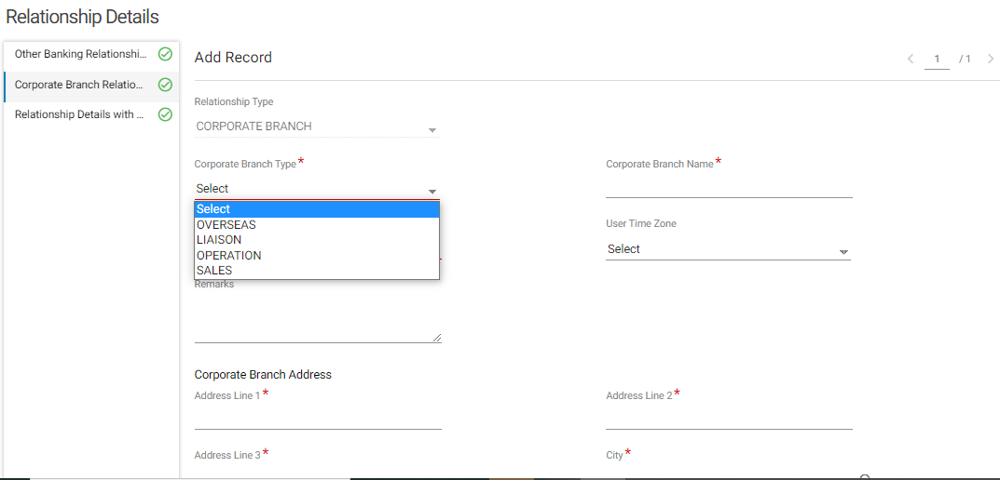 Relationship Details
Other Banking Relationshi...
Corporate Branch Relatio...
Relationship Details with ...
Add Record
1 / 1
Relationship Type
CORPORATE BRANCH
Corporate Branch Type*
Corporate Branch Name*
Select
Select
OVERSEAS
LIAISON
OPERATION
SALES
User Time Zone
Select
Remarks
Corporate Branch Address
Address Line 1*
Address Line 2*
Address Line 3*
City*